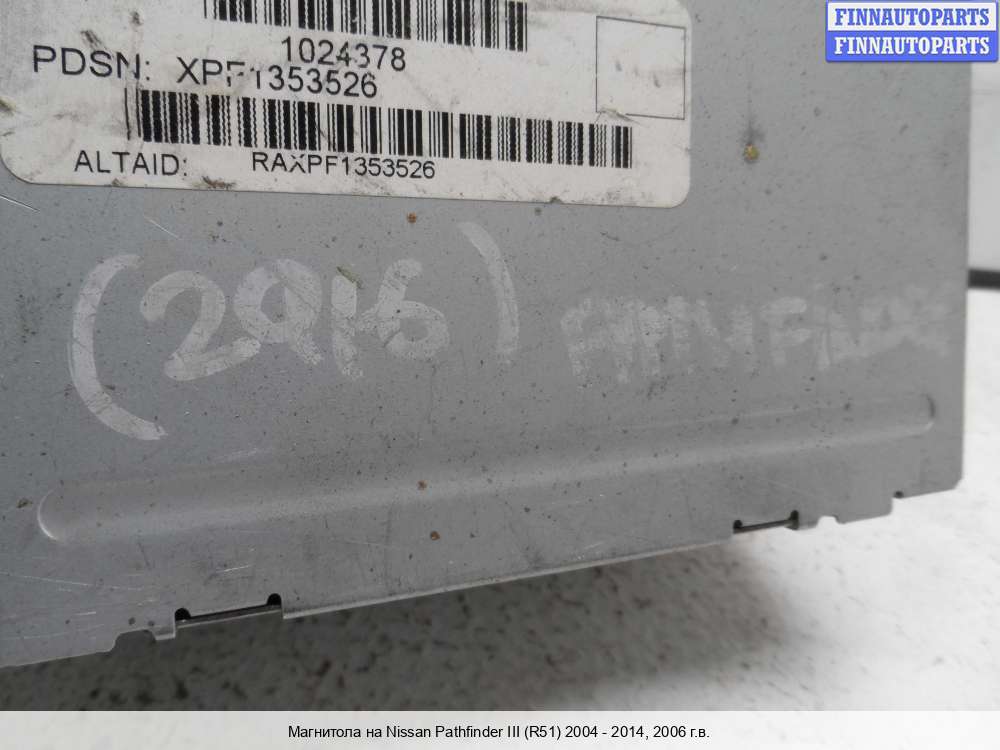 FINNAUTOPARTS
FINNAUTOPARTS
1024378
PDSN: XPF1353526
ALTAID: RAXPF1353526
(2916)
Магнитола на Nissan Pathfinder III (R51) 2004 - 2014, 2006 г.в.